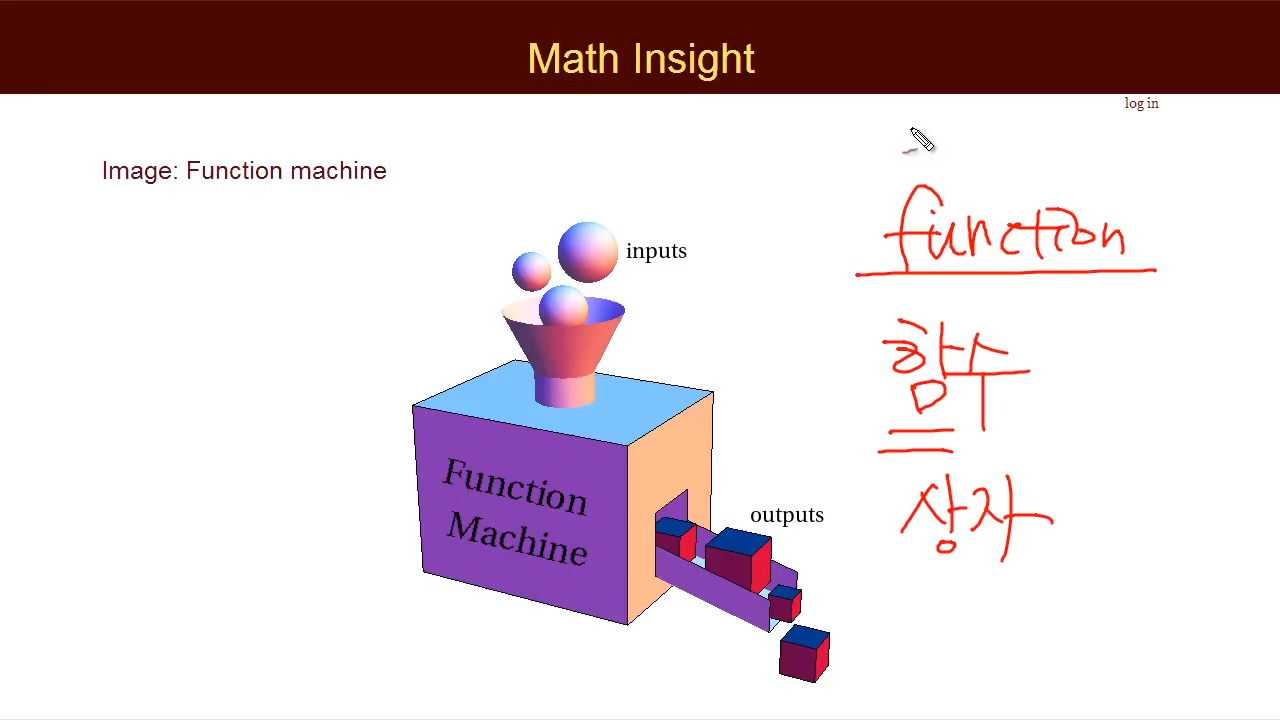 Math Insight
log in
Image: Function machine
inputs
Function
Machine
outputs
function
함수
상자